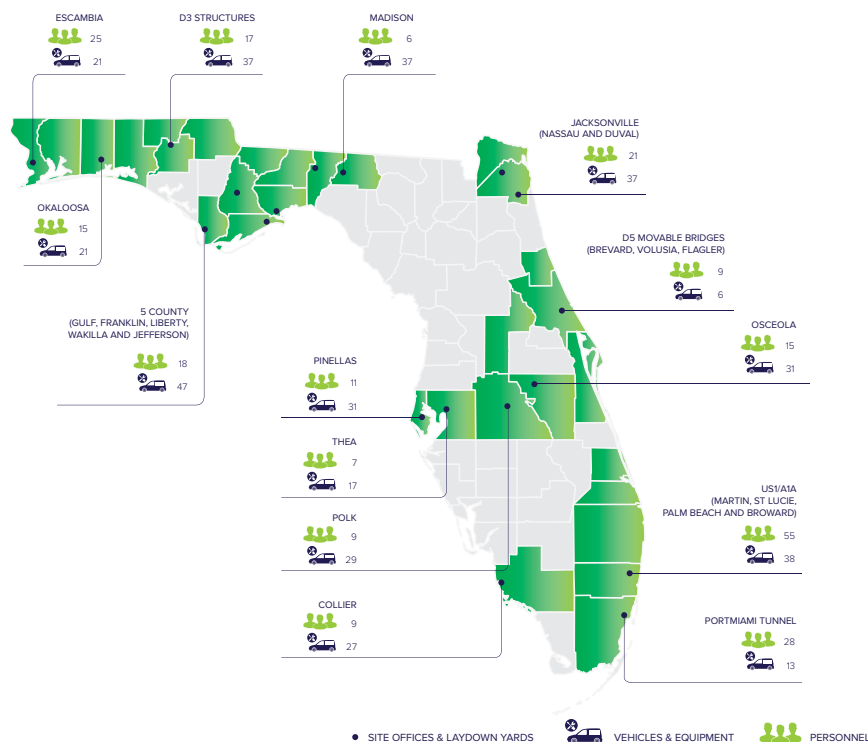 ESCAMBIA
25
21
D3 STRUCTURES
17
37
MADISON
6
37
JACKSONVILLE
(NASSAU AND DUVAL)
21
37
OKALOOSA
15
21
D5 MOVABLE BRIDGES
(BREVARD, VOLUSIA, FLAGLER)
9
6
5 COUNTY
(GULF, FRANKLIN, LIBERTY,
WAKILLA AND JEFFERSON)
18
47
OSCEOLA
15
31
PINELLAS
11
31
THEA
7
17
POLK
9
29
US1/A1A
(MARTIN, ST LUCIE,
PALM BEACH AND BROWARD)
55
38
COLLIER
9
27
PORTMIAMI TUNNEL
28
13
SITE OFFICES & LAYDOWN YARDS
VEHICLES & EQUIPMENT
PERSONNEL